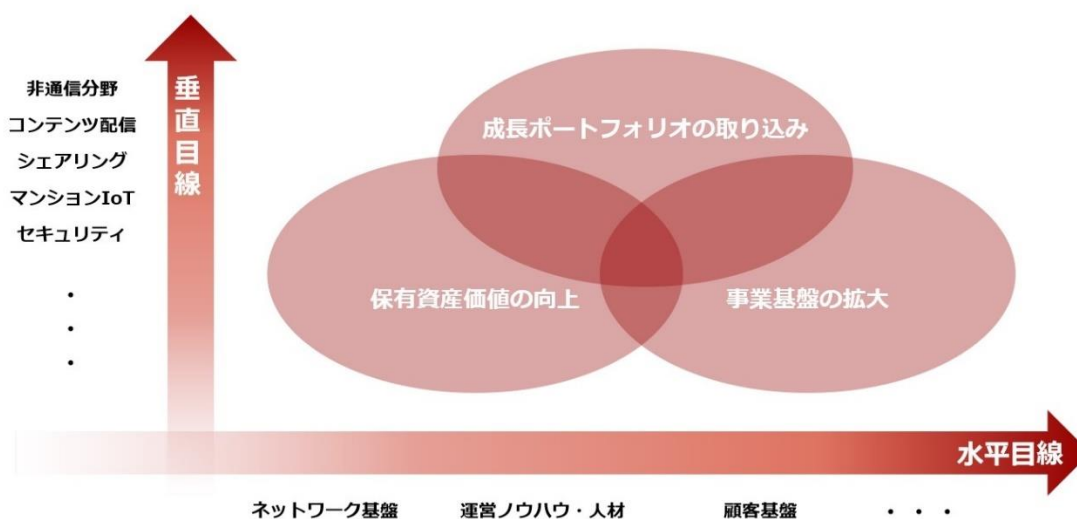 非通信分野
コンテンツ配信
シェアリング
マンションIoT
セキュリティ
・
・
・
垂直目線
成長ポートフォリオの取り込み
保有資産価値の向上
事業基盤の拡大
水平目線
ネットワーク基盤
運営ノウハウ・人材
顧客基盤
・・・